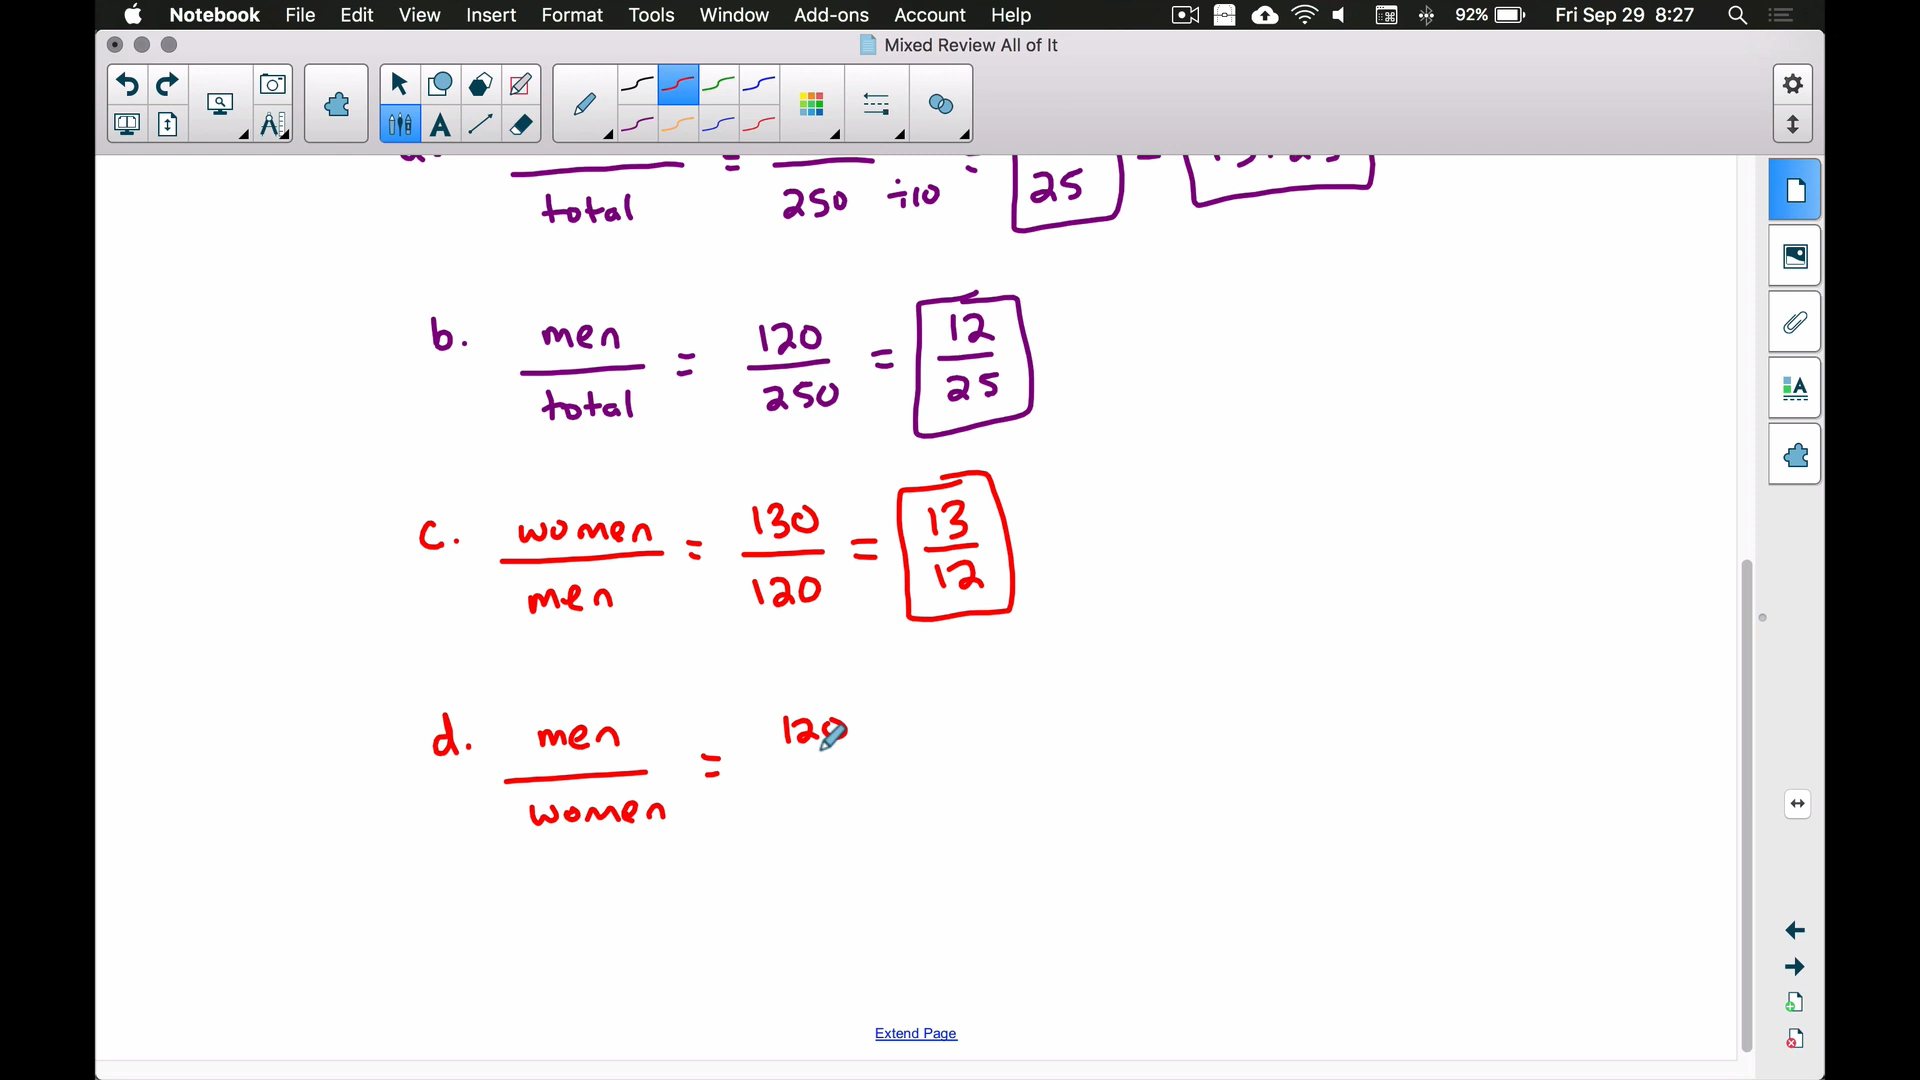 Notebook File Edit View Insert Format Tools Window Add-ons Account Help 92% Fri Sep 29 8:27
Mixed Review All of It
total = 250 ÷10 = 25 =
b. men / total = 120 / 250 = 12 / 25
c. women / men = 130 / 120 = 13 / 12
d. men / women = 120
Extend Page